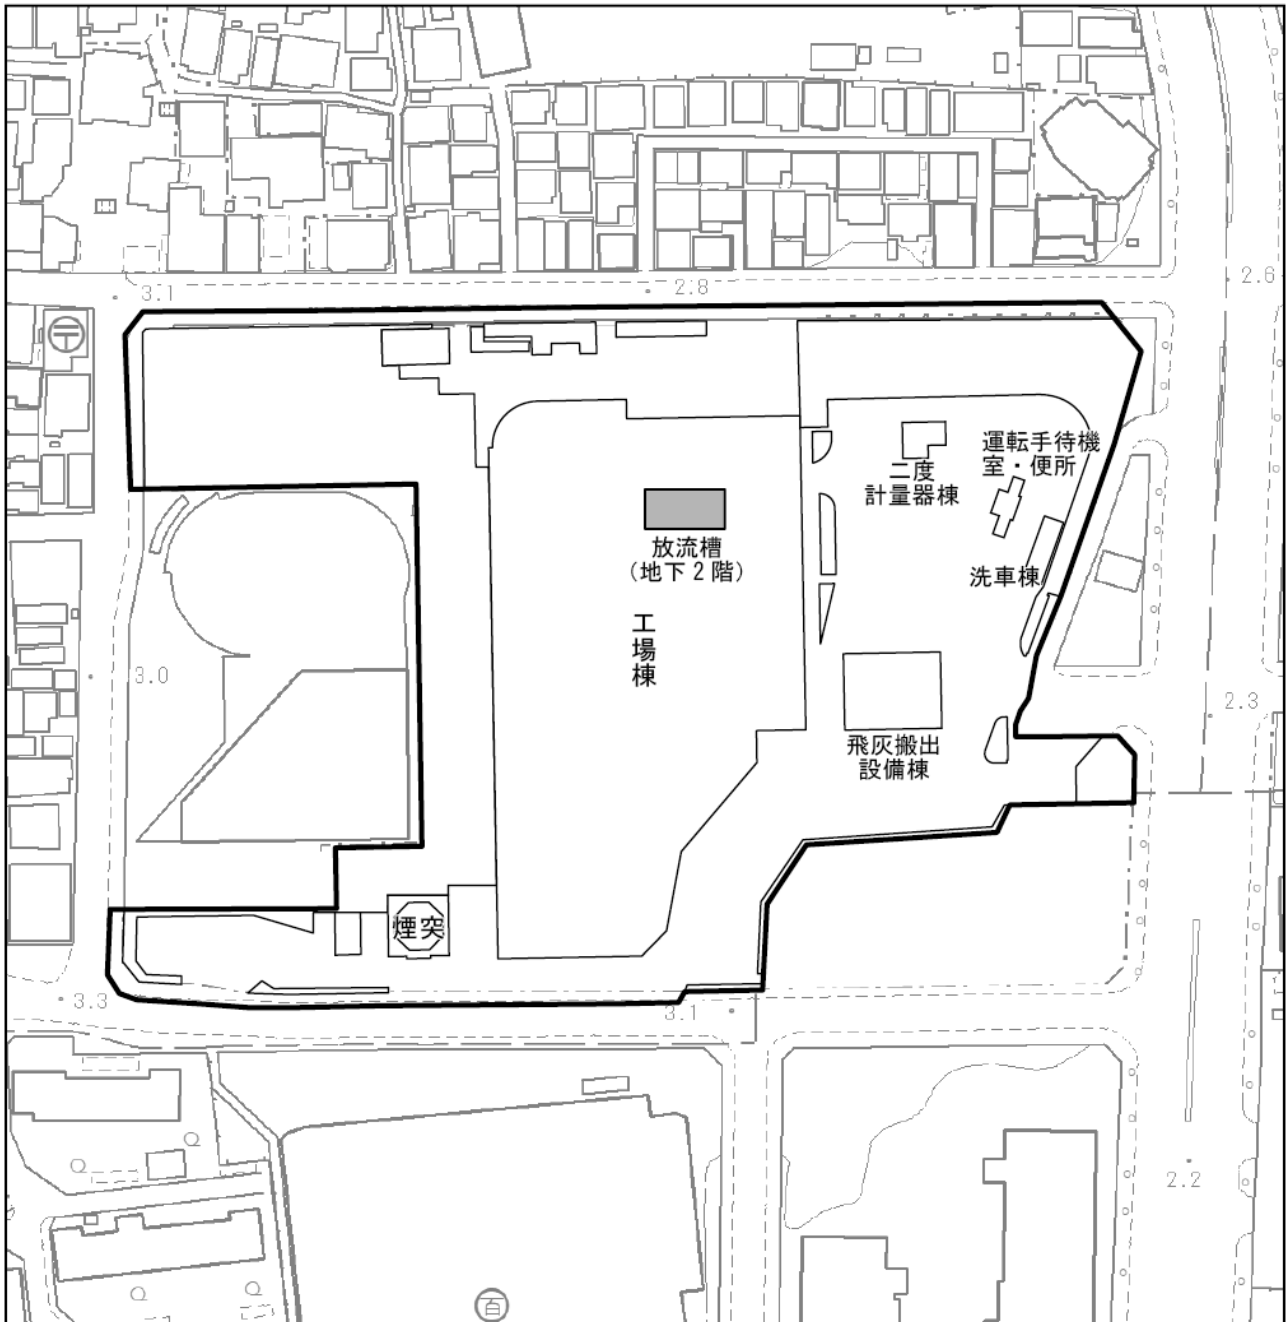 3.1
2.8
2.6
運転手待機
室・便所
二度
計量器棟
放流槽
(地下2階)
洗車棟
工場棟
3.0
2.3
飛灰搬出
設備棟
煙突
3.3
3.1
2.2
百